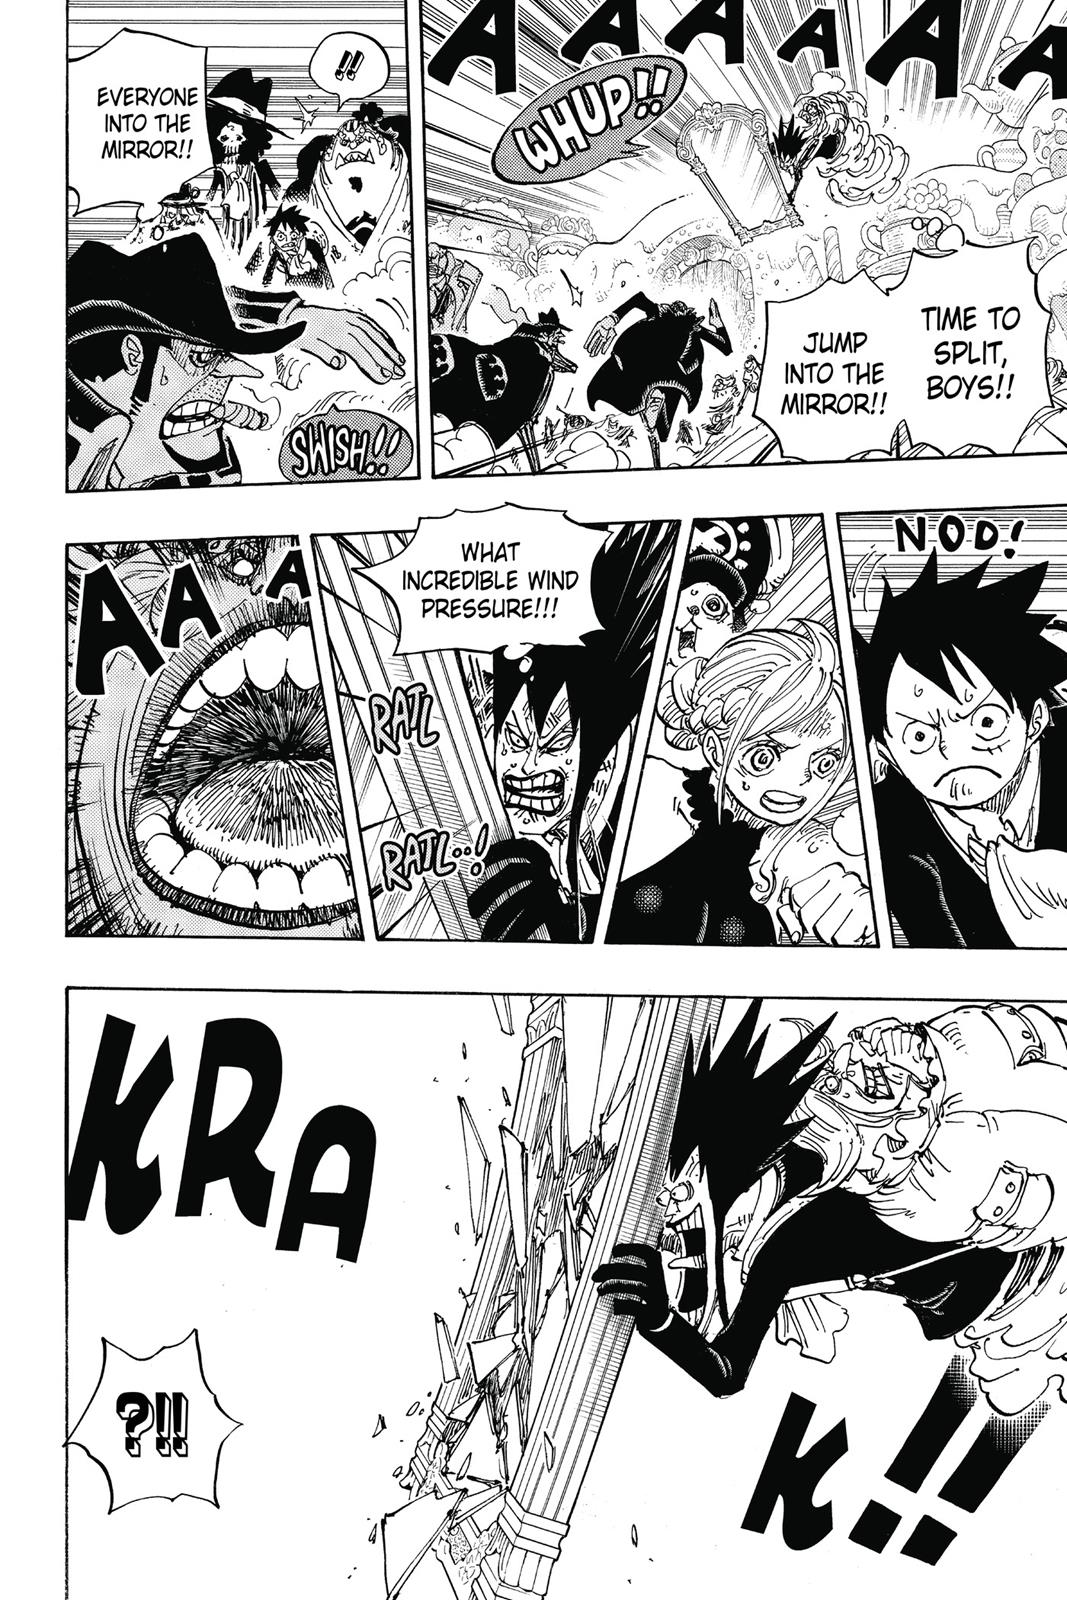 A A A A A A
WHUP!!
TIME TO
SPLIT,
BOYS!!
JUMP
INTO THE
MIRROR!!
!!
EVERYONE
INTO THE
MIRROR!!
SWISH!!
NOD!
WHAT
INCREDIBLE WIND
PRESSURE!!!
RATL
RATL..!
A A A A
KRA
K!!
?!!